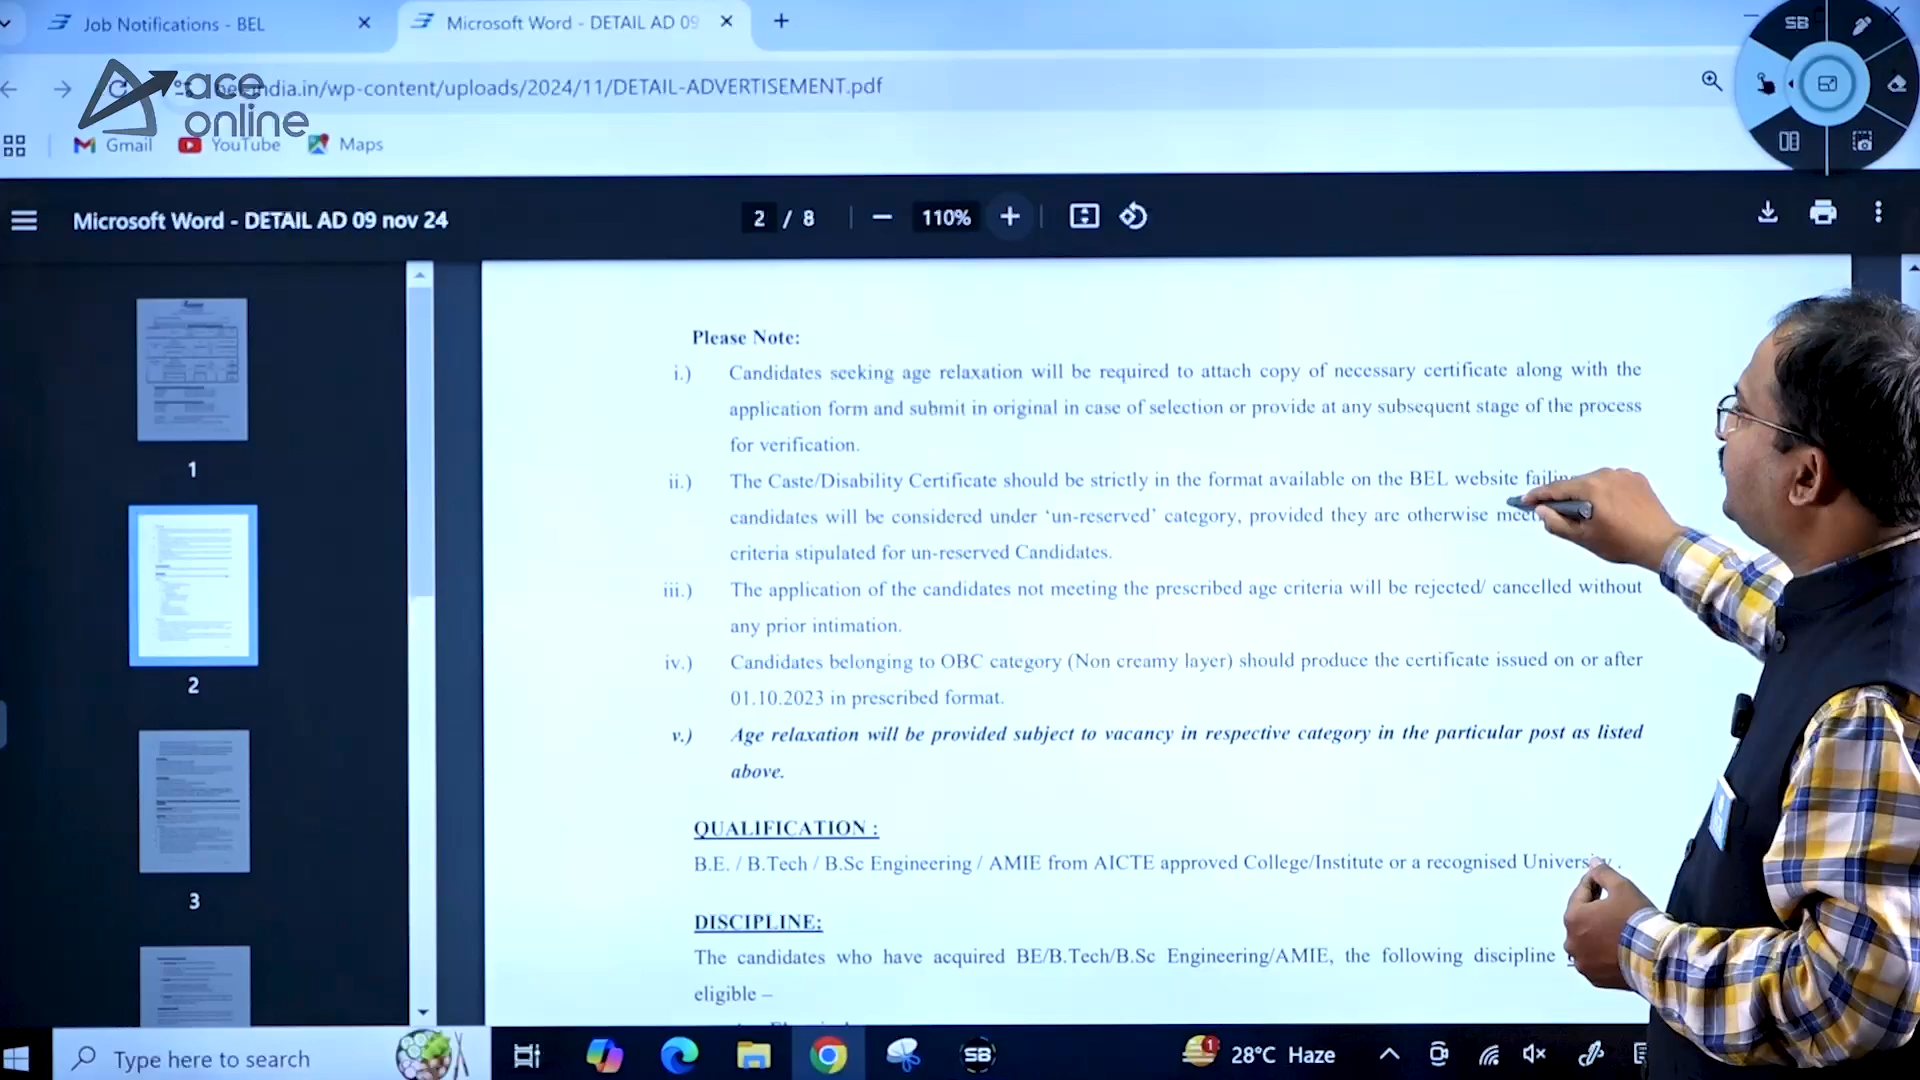 Job Notifications - BEL
Microsoft Word - DETAIL AD 09
SB
ace
online
india.in/wp-content/uploads/2024/11/DETAIL-ADVERTISEMENT.pdf
Gmail
YouTube
Maps
Microsoft Word - DETAIL AD 09 nov 24
2 / 8
110%
1
2
3
Please Note:
i.) Candidates seeking age relaxation will be required to attach copy of necessary certificate along with the
application form and submit in original in case of selection or provide at any subsequent stage of the process
for verification.
ii.) The Caste/Disability Certificate should be strictly in the format available on the BEL website
candidates will be considered under ‘un-reserved’ category, provided they are otherwise
criteria stipulated for un-reserved Candidates.
iii.) The application of the candidates not meeting the prescribed age criteria will be rejected/ cancelled without
any prior intimation.
iv.) Candidates belonging to OBC category (Non creamy layer) should produce the certificate issued on or after
01.10.2023 in prescribed format.
v.) Age relaxation will be provided subject to vacancy in respective category in the particular post as listed
above.
QUALIFICATION :
B.E. / B.Tech / B.Sc Engineering / AMIE from AICTE approved College/Institute or a recognised University .
DISCIPLINE:
The candidates who have acquired BE/B.Tech/B.Sc Engineering/AMIE, the following discipline
eligible –
Type here to search
SB
1
28°C Haze